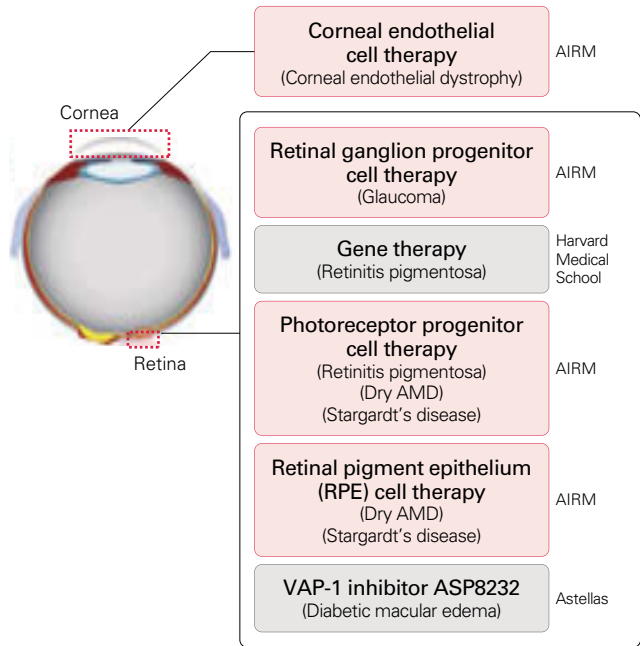 Corneal endothelial
cell therapy
(Corneal endothelial dystrophy)
AIRM
Cornea
Retinal ganglion progenitor
cell therapy
(Glaucoma)
AIRM
Gene therapy
(Retinitis pigmentosa)
Harvard
Medical
School
Photoreceptor progenitor
cell therapy
(Retinitis pigmentosa)
(Dry AMD)
(Stargardt's disease)
AIRM
Retina
Retinal pigment epithelium
(RPE) cell therapy
(Dry AMD)
(Stargardt's disease)
AIRM
VAP-1 inhibitor ASP8232
(Diabetic macular edema)
Astellas